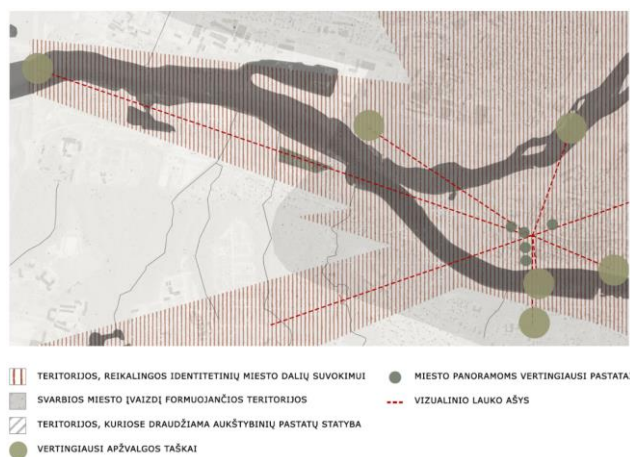 TERITORIJOS, REIKALINGOS IDENTITETINIŲ MIESTO DALIŲ SUVOKIMUI
SVARBIOS MIESTO ĮVAIZDĮ FORMUOJANČIOS TERITORIJOS
TERITORIJOS, KURIOSE DRAUDŽIAMA AUKŠTYBINIŲ PASTATŲ STATYBA
VERTINGIAUSI APŽVALGOS TAŠKAI
MIESTO PANORAMOMS VERTINGIAUSI PASTATA
VIZUALINIO LAUKO AŠYS